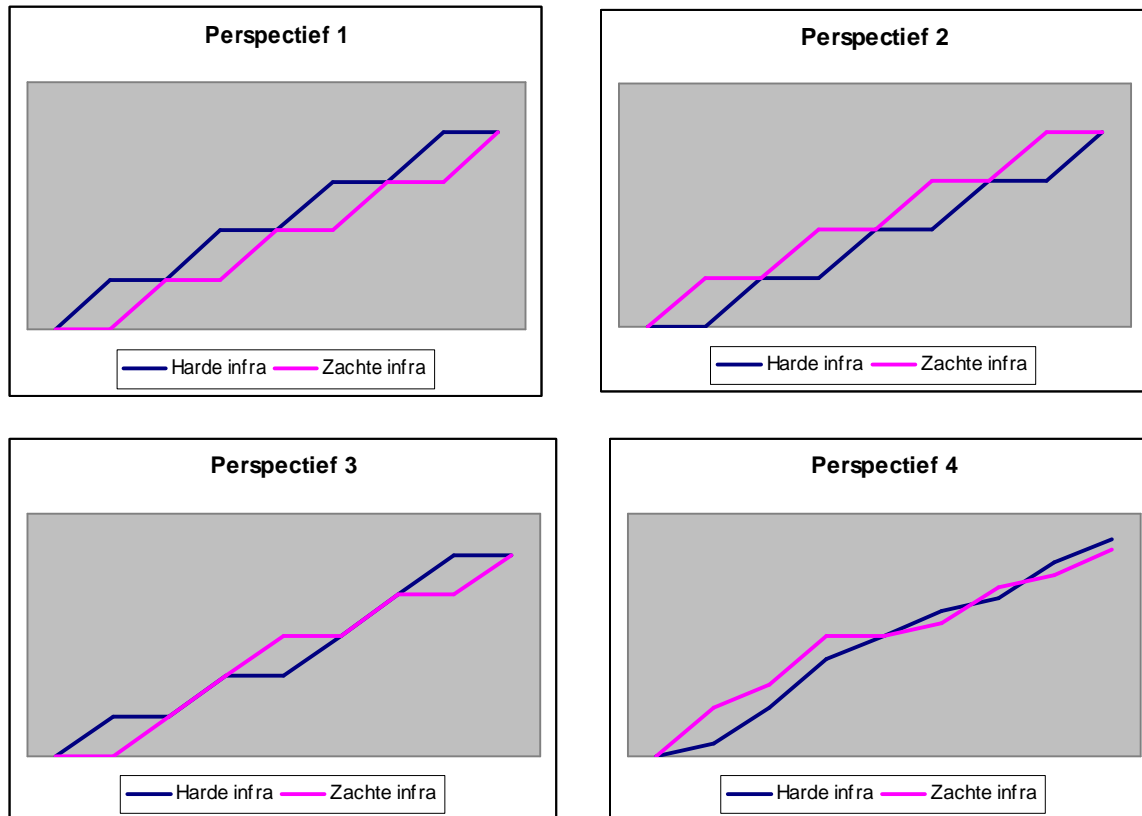 Perspectief 1
Harde infra Zachte infra
Perspectief 2
Harde infra Zachte infra
Perspectief 3
Harde infra Zachte infra
Perspectief 4
Harde infra Zachte infra